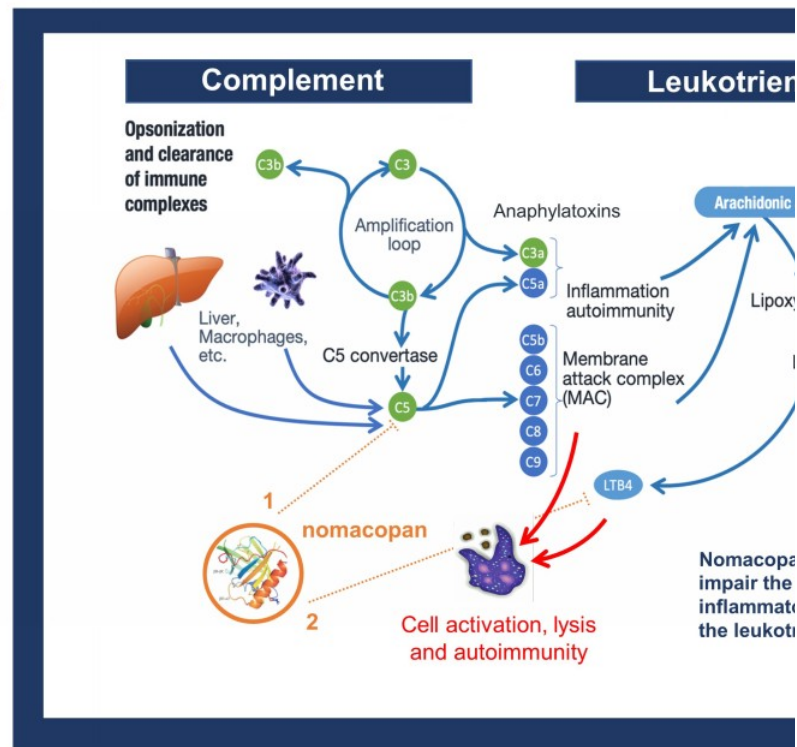 Complement
Leukotrien
Opsonization
and clearance
of immune
complexes
C3b
C3
Amplification
loop
Anaphylatoxins
Arachidonic
C3a
C5a
Inflammation
autoimmunity
Lipoxy
C3b
Liver,
Macrophages,
etc.
C5 convertase
C5
C5b
C6
C7
C8
C9
Membrane
attack complex
(MAC)
LTB4
1
nomacopan
2
Cell activation, lysis
and autoimmunity
Nomacopa
impair the
inflammato
the leukotr